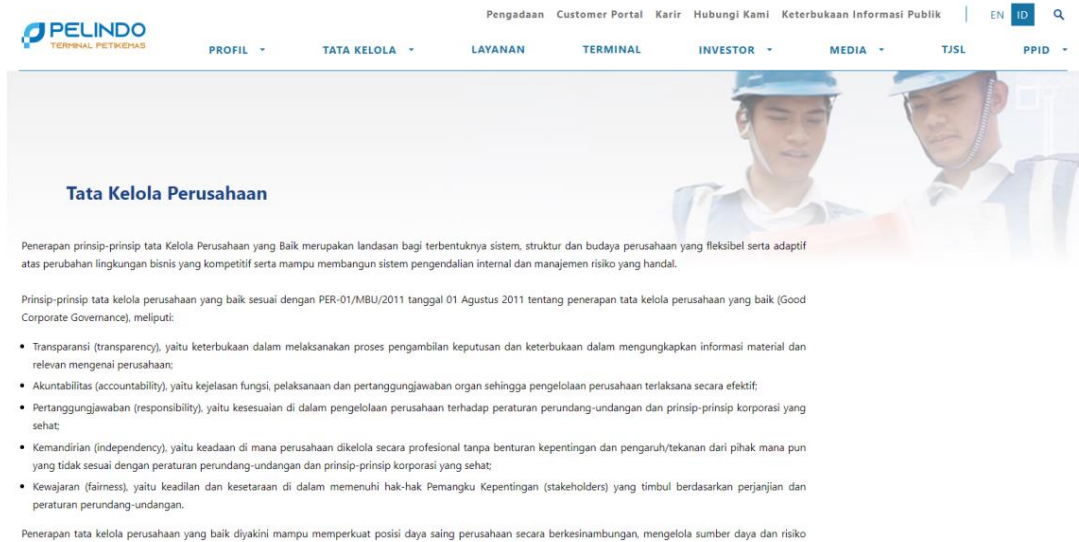 Pengadaan Customer Portal Karir Hubungi Kami Keterbukaan Informasi Publik EN ID
PELINDO
TERMINAL PETIKEMAS
PROFIL TATA KELOLA LAYANAN TERMINAL INVESTOR MEDIA TJSL PPID
Tata Kelola Perusahaan
Penerapan prinsip-prinsip tata Kelola Perusahaan yang Baik merupakan landasan bagi terbentuknya sistem, struktur dan budaya perusahaan yang fleksibel serta adaptif
atas perubahan lingkungan bisnis yang kompetitif serta mampu membangun sistem pengendalian internal dan manajemen risiko yang handal.
Prinsip-prinsip tata kelola perusahaan yang baik sesuai dengan PER-01/MBU/2011 tanggal 01 Agustus 2011 tentang penerapan tata kelola perusahaan yang baik (Good
Corporate Governance), meliputi:
• Transparansi (transparency), yaitu keterbukaan dalam melaksanakan proses pengambilan keputusan dan keterbukaan dalam mengungkapkan informasi material dan
relevan mengenai perusahaan;
• Akuntabilitas (accountability), yaitu kejelasan fungsi, pelaksanaan dan pertanggungjawaban organ sehingga pengelolaan perusahaan terlaksana secara efektif;
• Pertanggungjawaban (responsibility), yaitu kesesuaian di dalam pengelolaan perusahaan terhadap peraturan perundang-undangan dan prinsip-prinsip korporasi yang
sehat;
• Kemandirian (independency), yaitu keadaan di mana perusahaan dikelola secara profesional tanpa benturan kepentingan dan pengaruh/tekanan dari pihak mana pun
yang tidak sesuai dengan peraturan perundang-undangan dan prinsip-prinsip korporasi yang sehat;
• Kewajaran (fairness), yaitu keadilan dan kesetaraan di dalam memenuhi hak-hak Pemangku Kepentingan (stakeholders) yang timbul berdasarkan perjanjian dan
peraturan perundang-undangan.
Penerapan tata kelola perusahaan yang baik diyakini mampu memperkuat posisi daya saing perusahaan secara berkesinambungan, mengelola sumber daya dan risiko